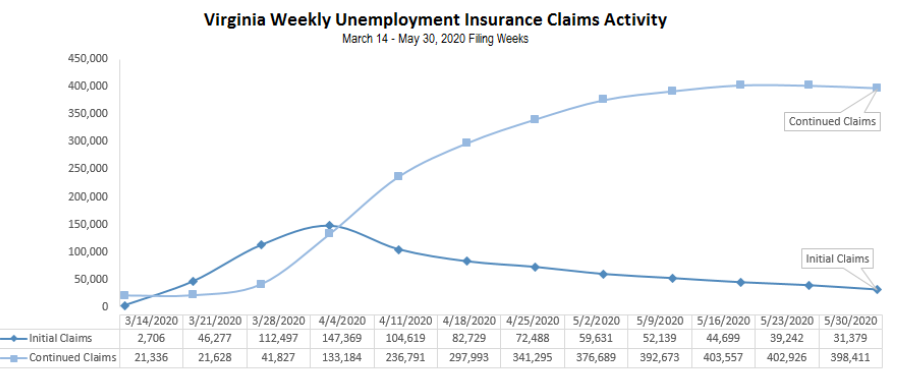 Virginia Weekly Unemployment Insurance Claims Activity
March 14 - May 30, 2020 Filing Weeks
450,000
400,000
350,000
300,000
250,000
200,000
150,000
100,000
50,000
0
Continued Claims
Initial Claims
3/14/2020 3/21/2020 3/28/2020 4/4/2020 4/11/2020 4/18/2020 4/25/2020 5/2/2020 5/9/2020 5/16/2020 5/23/2020 5/30/2020
Initial Claims 2,706 46,277 112,497 147,369 104,619 82,729 72,488 59,631 52,139 44,699 39,242 31,379
Continued Claims 21,336 21,628 41,827 133,184 236,791 297,993 341,295 376,689 392,673 403,557 402,926 398,411